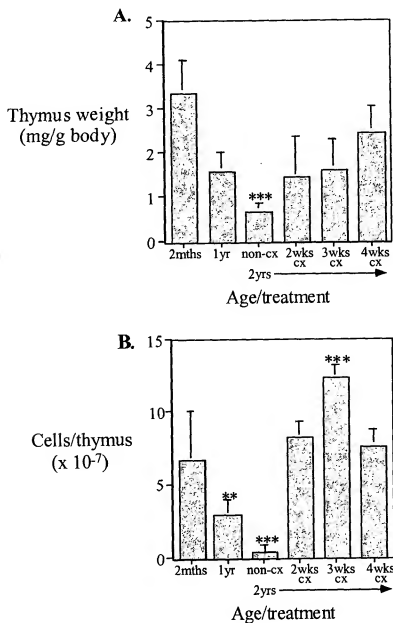 A.
Thymus weight
(mg/g body)
5
4
3
2
1
0
***
2mths 1yr non-cx 2wks cx 3wks cx 4wks cx
2yrs
Age/treatment
B.
Cells/thymus
(x 10-7)
15
10
5
0
** *** ***
2mths 1yr non-cx 2wks cx 3wks cx 4wks cx
2yrs
Age/treatment